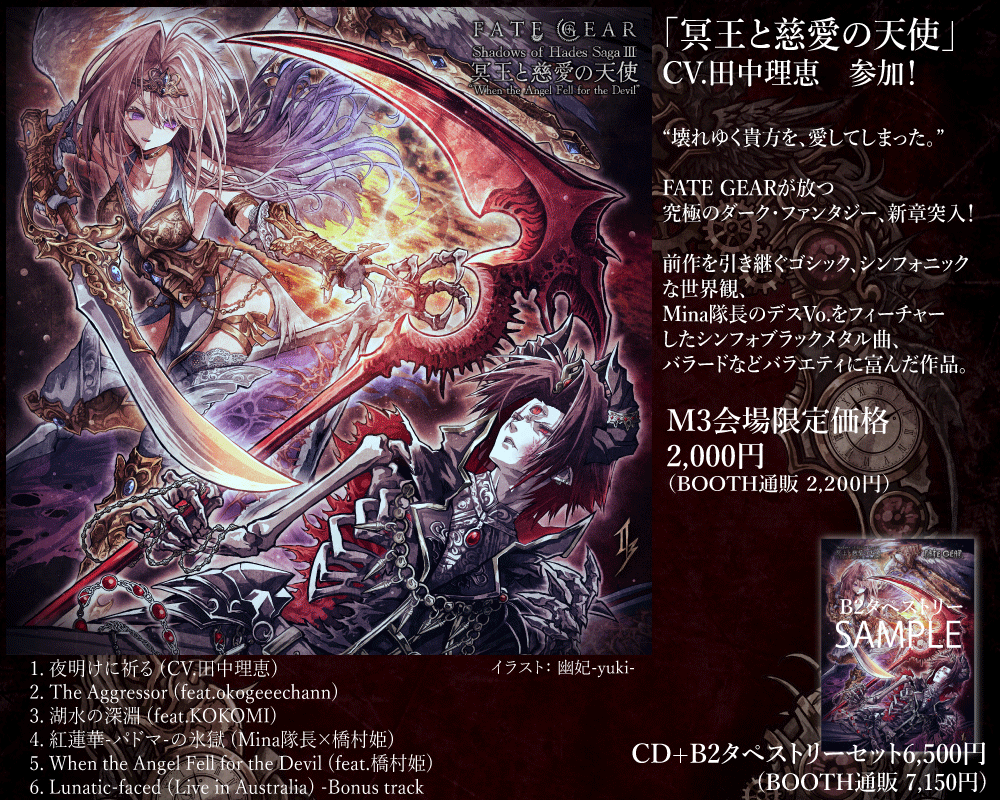 FATE GEAR
Shadows of Hades Saga III
冥王と慈愛の天使
"When the Angel Fell for the Devil"
「冥王と慈愛の天使」
CV.田中理恵　参加！
“壊れゆく貴方を、愛してしまった。”
FATE GEARが放つ
究極のダーク・ファンタジー、新章突入！
前作を引き継ぐゴシック、シンフォニック
な世界観、
Mina隊長のデスVo.をフィーチャー
したシンフォブラックメタル曲、
バラードなどバラエティに富んだ作品。
M3会場限定価格
2,000円
（BOOTH通販 2,200円）
FATE GEAR
B2タペストリー
SAMPLE
イラスト： 幽妃-yuki-
1. 夜明けに祈る (CV.田中理恵)
2. The Aggressor (feat.okogeeechann)
3. 湖水の深淵 (feat.KOKOMI)
4. 紅蓮華-パドマ-の氷獄 (Mina隊長×橋村姫)
5. When the Angel Fell for the Devil (feat.橋村姫)
6. Lunatic-faced (Live in Australia) -Bonus track
CD+B2タペストリーセット6,500円
（BOOTH通販 7,150円）